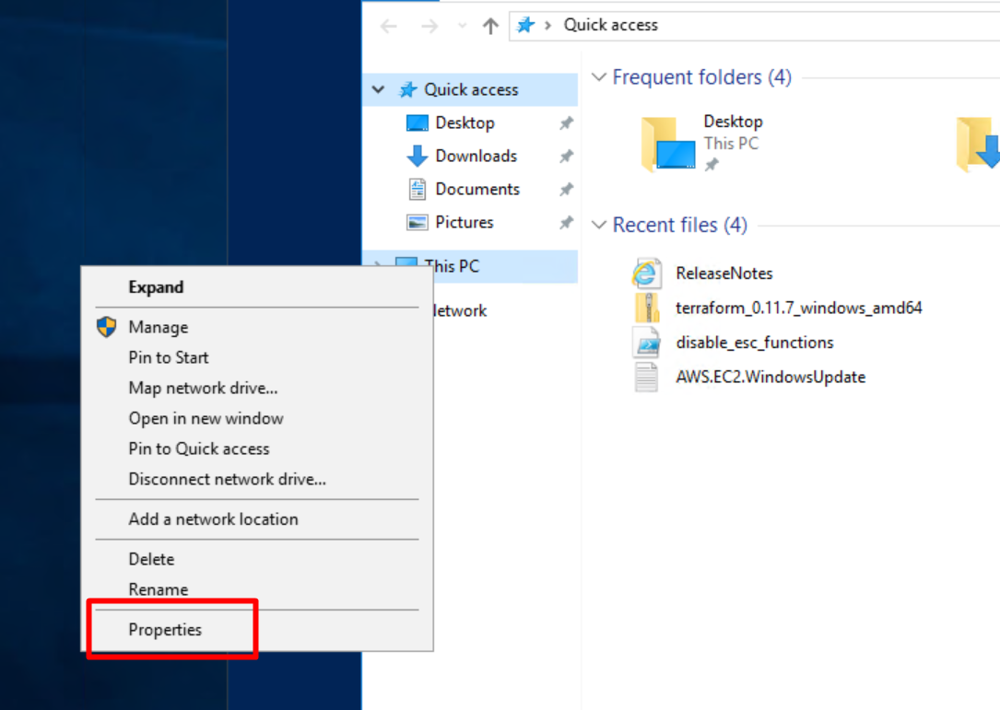 Quick access
Quick access
Desktop
Downloads
Documents
Pictures
This PC
Network
Expand
Manage
Pin to Start
Map network drive...
Open in new window
Pin to Quick access
Disconnect network drive...
Add a network location
Delete
Rename
Properties
Frequent folders (4)
Desktop
This PC
Recent files (4)
ReleaseNotes
terraform_0.11.7_windows_amd64
disable_esc_functions
AWS.EC2.WindowsUpdate